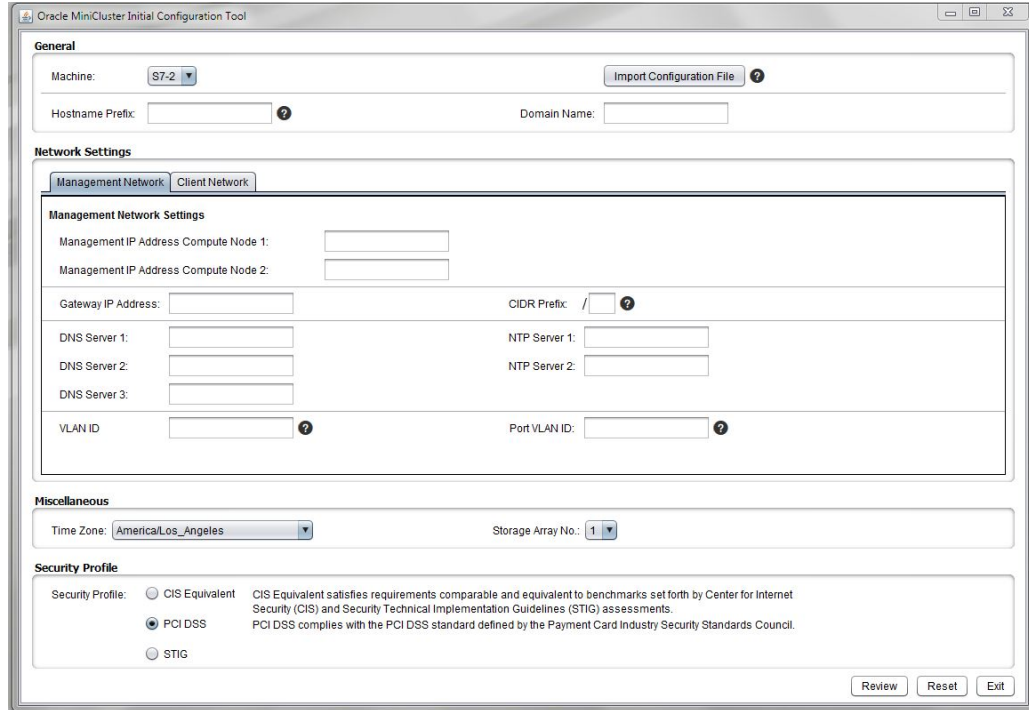 Oracle MiniCluster Initial Configuration Tool
General
Machine: S7-2 Import Configuration File ?
Hostname Prefix: ? Domain Name:
Network Settings
Management Network Client Network
Management Network Settings
Management IP Address Compute Node 1:
Management IP Address Compute Node 2:
Gateway IP Address: CIDR Prefix: / ?
DNS Server 1: NTP Server 1:
DNS Server 2: NTP Server 2:
DNS Server 3:
VLAN ID ? Port VLAN ID: ?
Miscellaneous
Time Zone: America/Los_Angeles Storage Array No.: 1
Security Profile
Security Profile: CIS Equivalent CIS Equivalent satisfies requirements comparable and equivalent to benchmarks set forth by Center for Internet
Security (CIS) and Security Technical Implementation Guidelines (STIG) assessments.
PCI DSS PCI DSS complies with the PCI DSS standard defined by the Payment Card Industry Security Standards Council.
STIG
Review Reset Exit